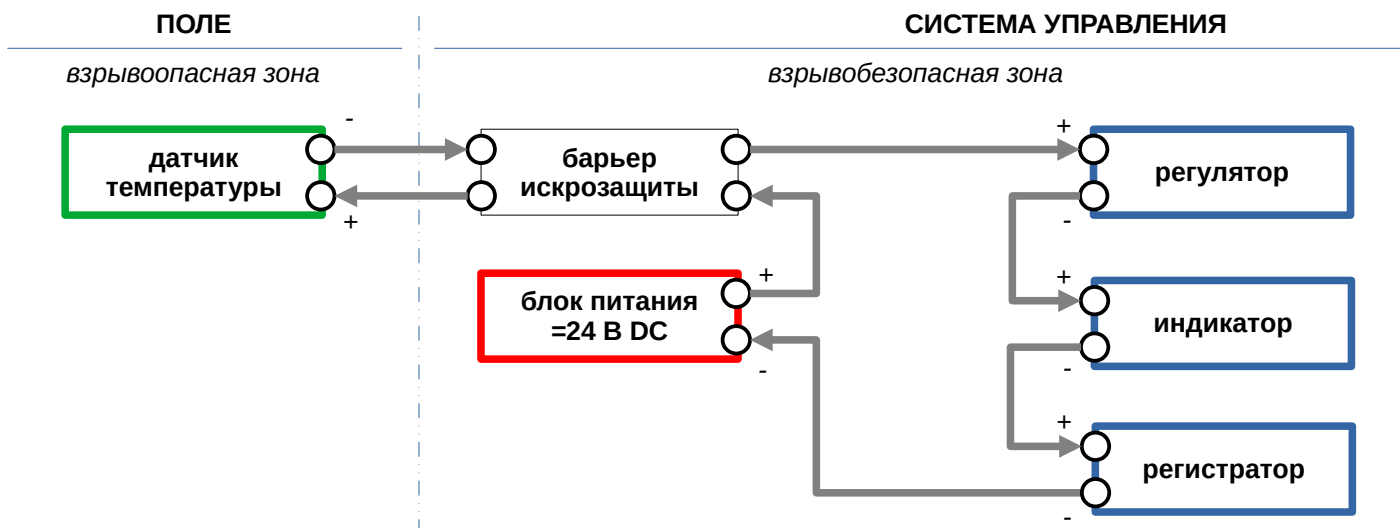 ПОЛЕ
СИСТЕМА УПРАВЛЕНИЯ
взрывоопасная зона
взрывобезопасная зона
-
+
датчик
температуры
+
барьер
искрозащиты
+
-
регулятор
+
-
блок питания
=24 В DC
+
-
индикатор
+
-
регистратор